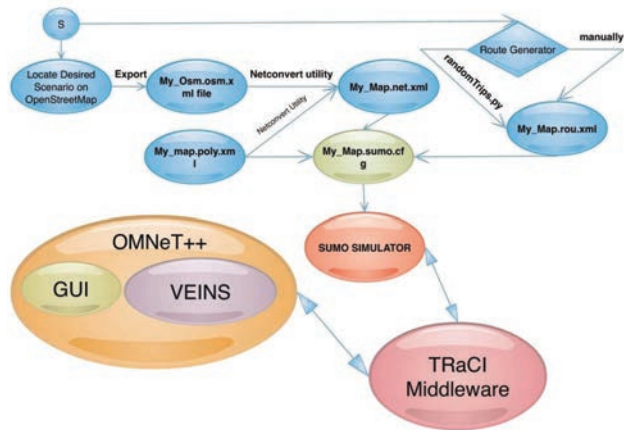 S
Route Generator
manually
randomTrips.py
Locate Desired
Scenario on
OpenStreetMap
Export
My_Osm.osm.x
ml file
Netconvert utility
My_Map.net.xml
My_Map.rou.xml
Netconvert Utility
My_map.poly.xm
l
My_Map.sumo.cf
g
SUMO SIMULATOR
OMNeT++
GUI
VEINS
TRaCI
Middleware